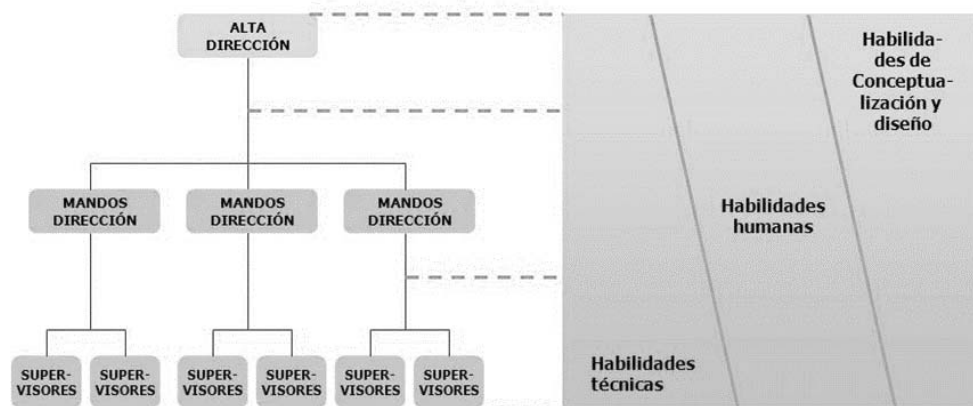 ALTA
DIRECCIÓN
Habilida-
des de
Conceptua-
lización y
diseño
MANDOS
DIRECCIÓN
MANDOS
DIRECCIÓN
MANDOS
DIRECCIÓN
Habilidades
humanas
SUPER-
VISORES
SUPER-
VISORES
SUPER-
VISORES
SUPER-
VISORES
SUPER-
VISORES
SUPER-
VISORES
Habilidades
técnicas